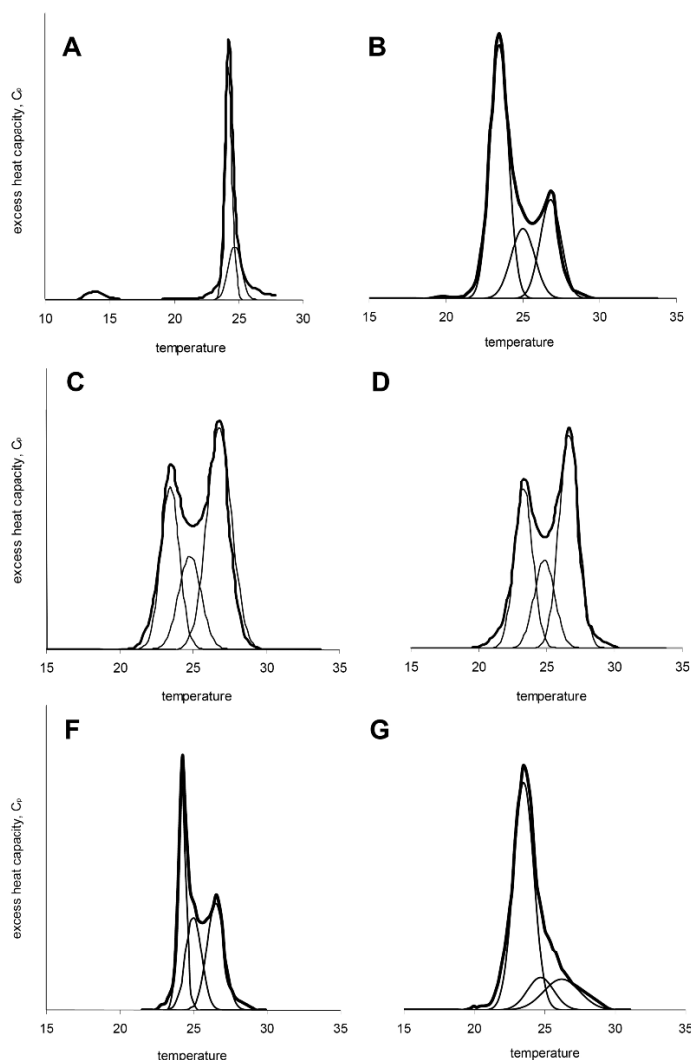 A
B
excess heat capacity, Cₚ
10 15 20 25 30
15 20 25 30 35
temperature
temperature
C
D
excess heat capacity, Cₚ
15 20 25 30 35
15 20 25 30 35
temperature
temperature
F
G
excess heat capacity, Cₚ
15 20 25 30 35
15 20 25 30 35
temperature
temperature